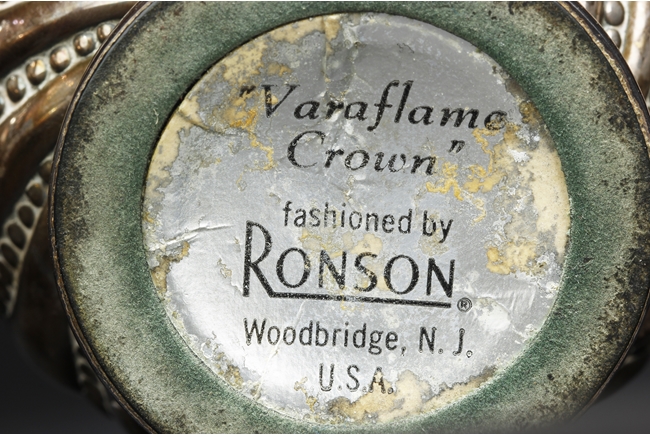 "Varaflame
Crown"
fashioned by
RONSON®
Woodbridge, N. J.
U.S.A.